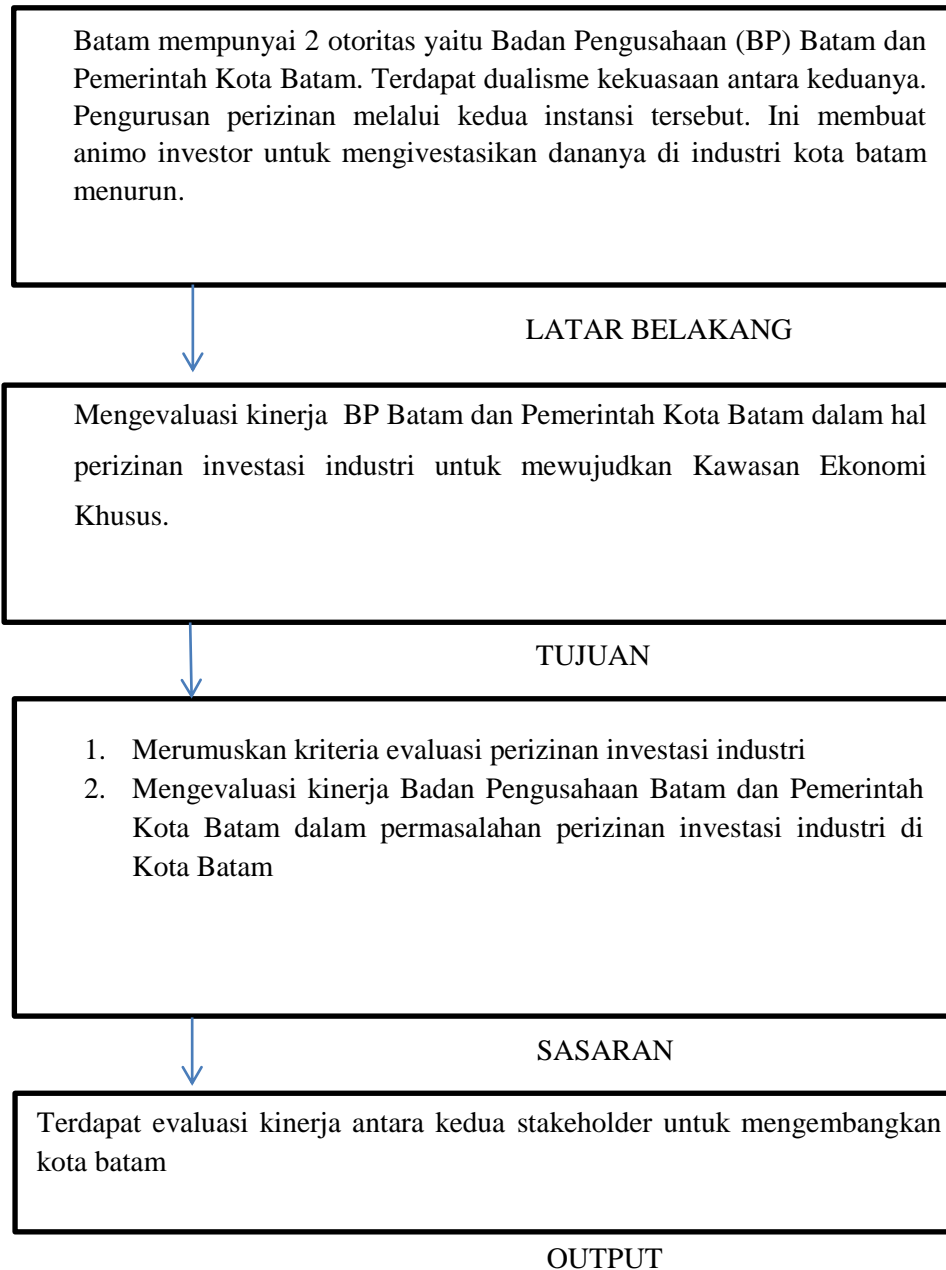 Batam mempunyai 2 otoritas yaitu Badan Pengusahaan (BP) Batam dan
Pemerintah Kota Batam. Terdapat dualisme kekuasaan antara keduanya.
Pengurusan perizinan melalui kedua instansi tersebut. Ini membuat
animo investor untuk mengivestasikan dananya di industri kota batam
menurun.
LATAR BELAKANG
Mengevaluasi kinerja BP Batam dan Pemerintah Kota Batam dalam hal
perizinan investasi industri untuk mewujudkan Kawasan Ekonomi
Khusus.
TUJUAN
1. Merumuskan kriteria evaluasi perizinan investasi industri
2. Mengevaluasi kinerja Badan Pengusahaan Batam dan Pemerintah
Kota Batam dalam permasalahan perizinan investasi industri di
Kota Batam
SASARAN
Terdapat evaluasi kinerja antara kedua stakeholder untuk mengembangkan
kota batam
OUTPUT